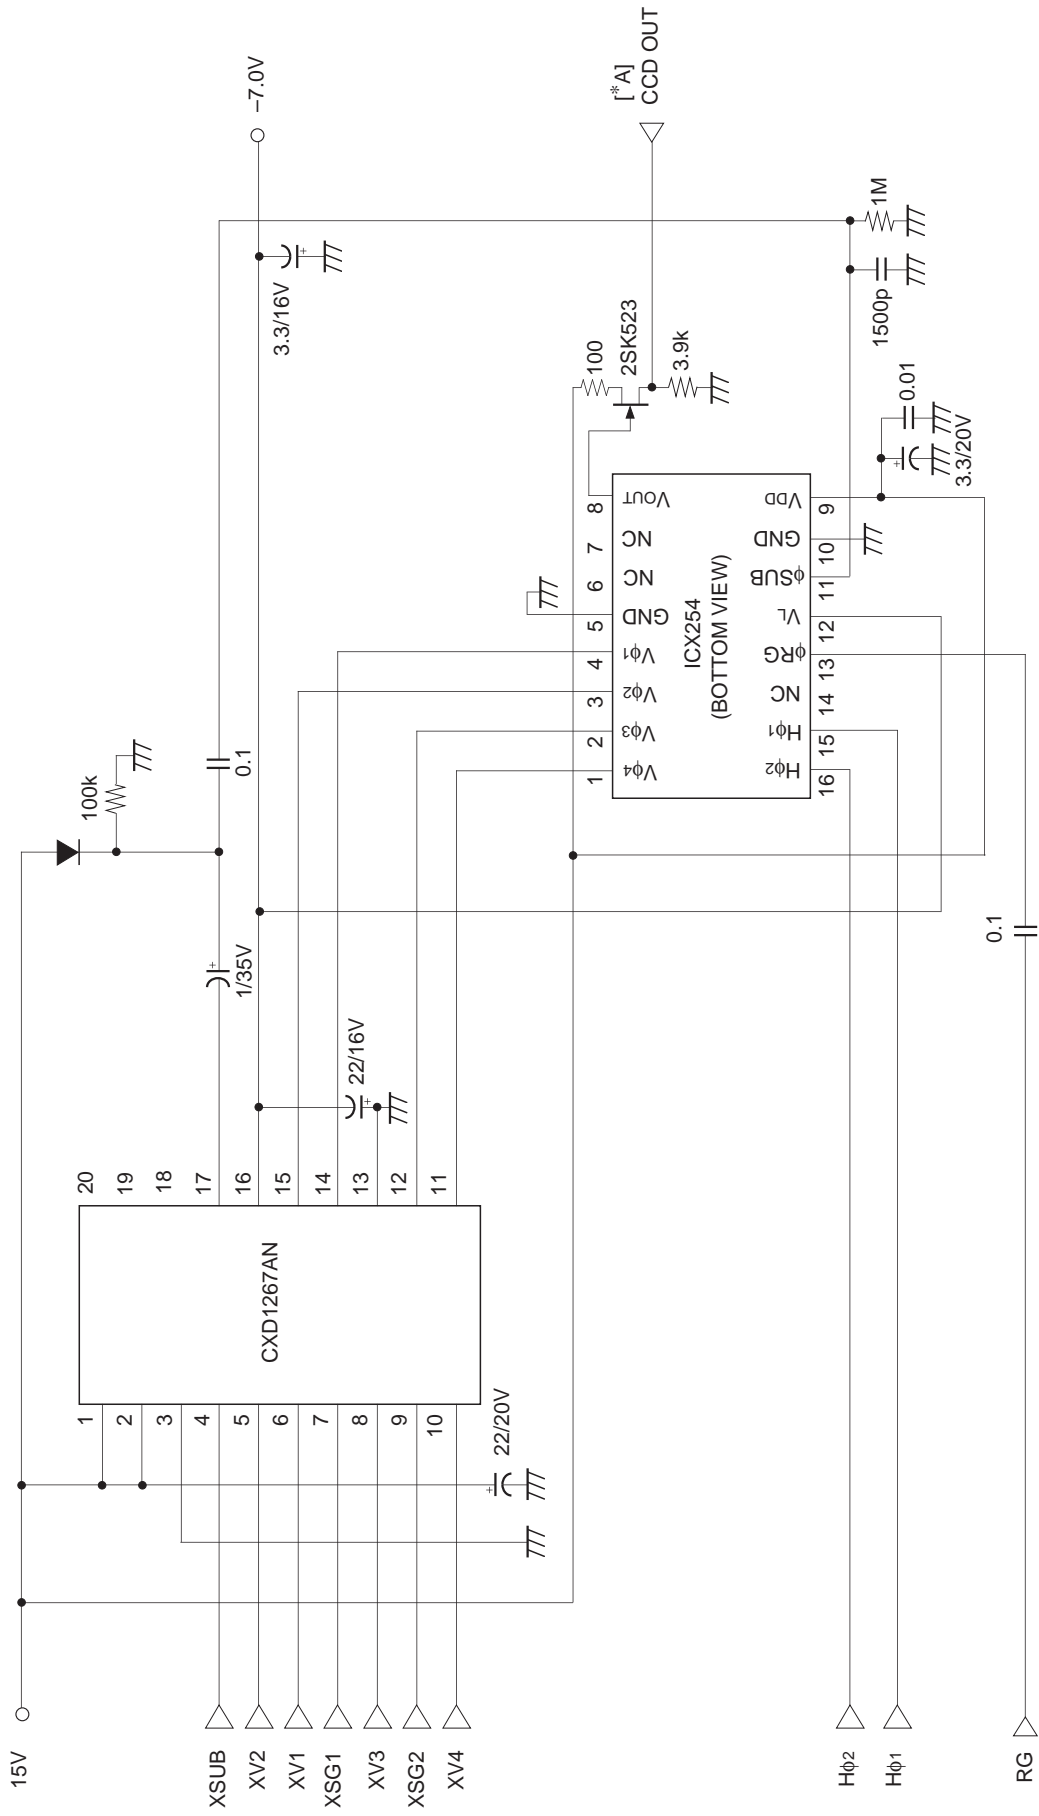 15V
XSUB
XV2
XV1
XSG1
XV3
XSG2
XV4
Hϕ2
Hϕ1
RG
1
2
3
4
5
6
7
8
9
10
22/20V
CXD1267AN
20
19
18
17
16
15
14
13
12
11
22/16V
1/35V
100k
0.1
–7.0V
3.3/16V
[*A]
CCD OUT
100
2SK523
3.9k
1M
1500p
0.01
3.3/20V
0.1
ICX254
(BOTTOM VIEW)
1
2
3
4
5
6
7
8
Vϕ4
Vϕ3
Vϕ2
Vϕ1
GND
NC
NC
VOUT
Hϕ2
Hϕ1
NC
ϕRG
VL
ϕSUB
GND
VDD
16
15
14
13
12
11
10
9